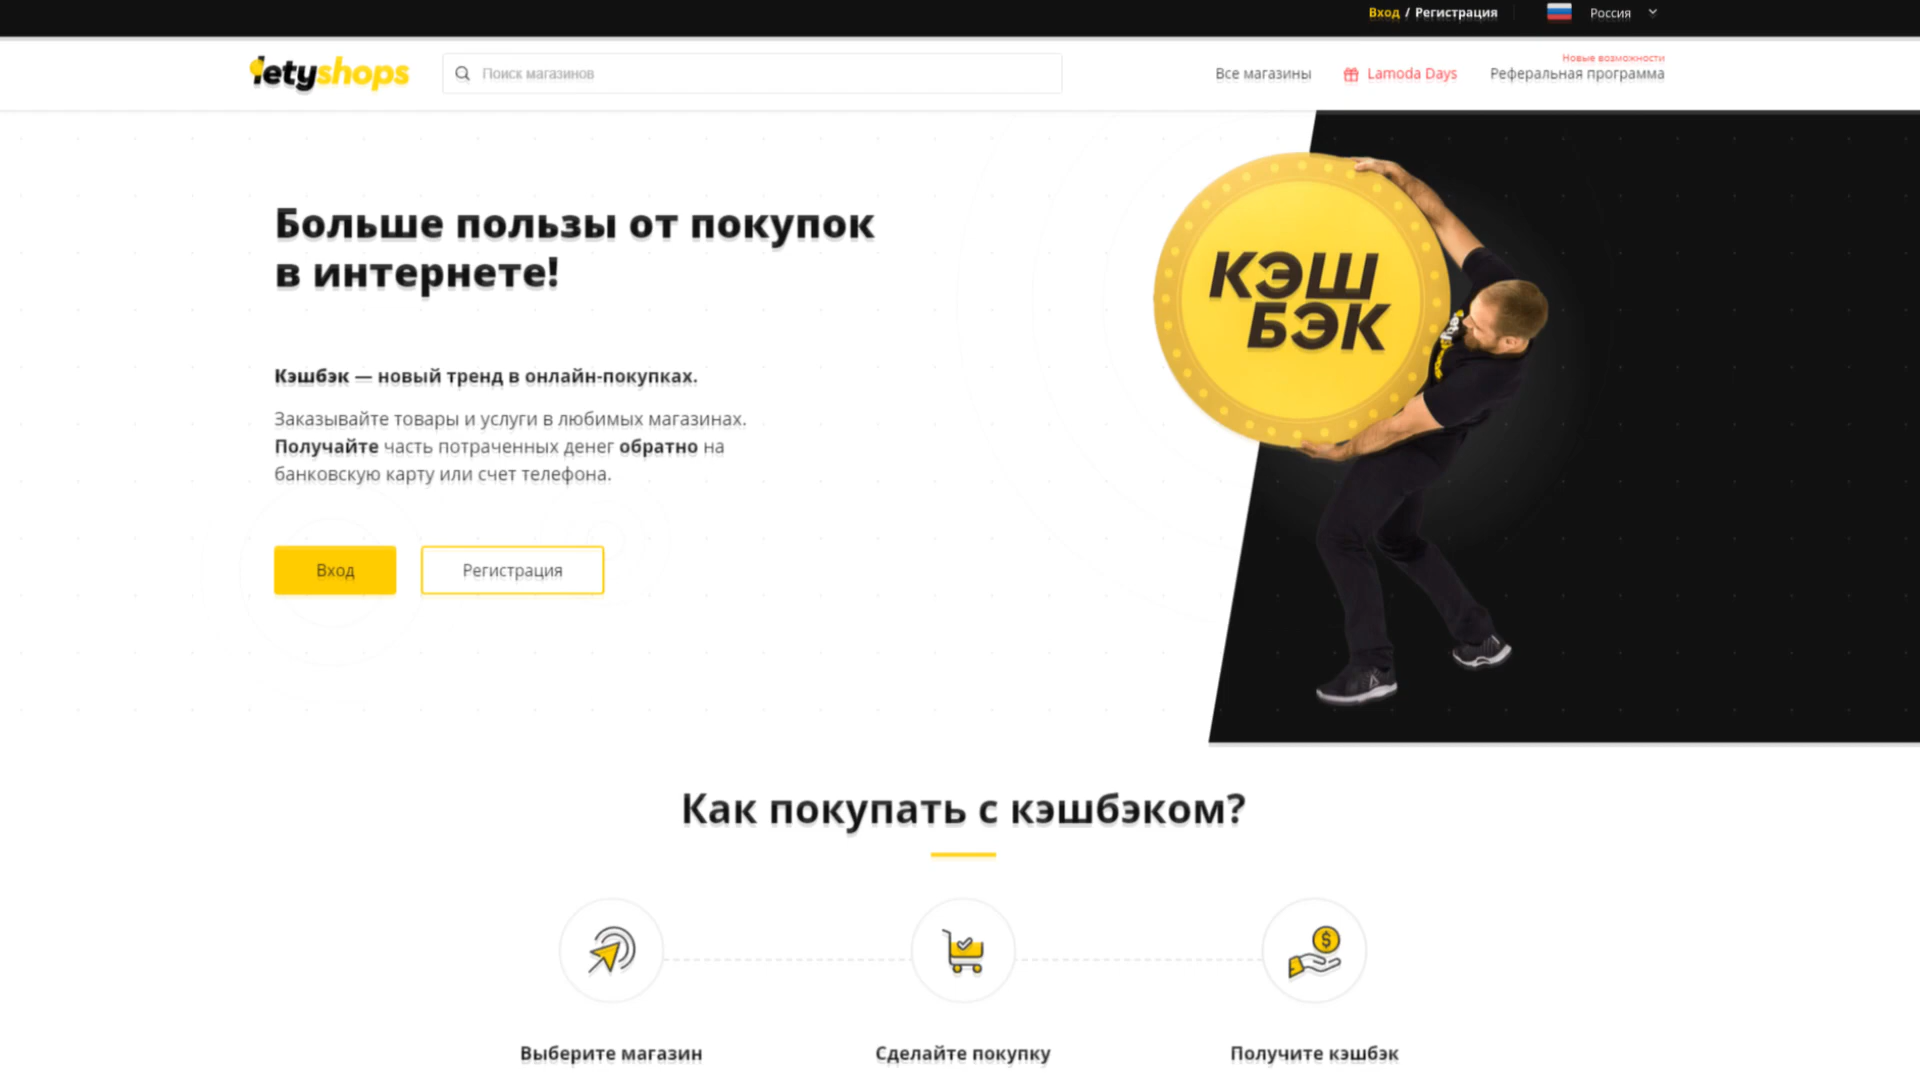 Вход / Регистрация
Россия
letyshops
Поиск магазинов
Все магазины
Lamoda Days
Новые возможности
Реферальная программа
Больше пользы от покупок
в интернете!
КЭШ
БЭК
Кэшбэк — новый тренд в онлайн-покупках.
Заказывайте товары и услуги в любимых магазинах.
Получайте часть потраченных денег обратно на
банковскую карту или счет телефона.
Вход
Регистрация
Как покупать с кэшбэком?
$
Выберите магазин
Сделайте покупку
Получите кэшбэк